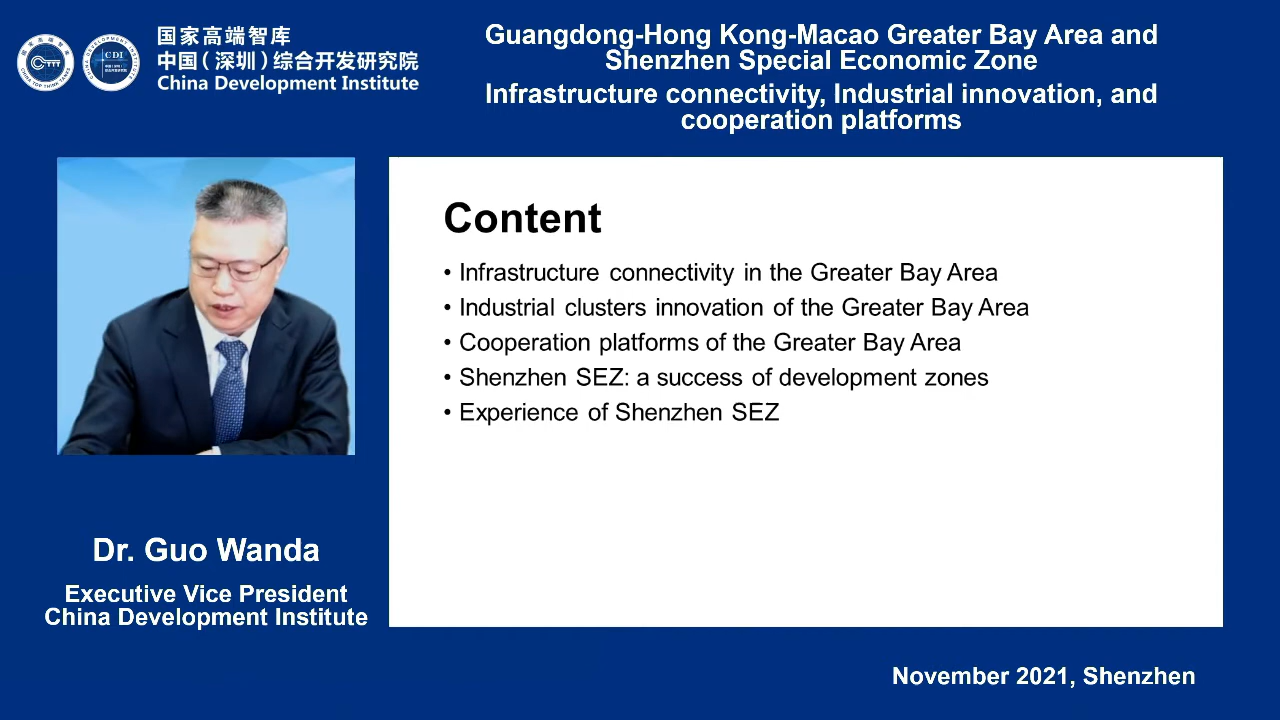 国家高端智库
中国（深圳）综合开发研究院
China Development Institute
CDI
Guangdong-Hong Kong-Macao Greater Bay Area and
Shenzhen Special Economic Zone
Infrastructure connectivity, Industrial innovation, and
cooperation platforms
Content
• Infrastructure connectivity in the Greater Bay Area
• Industrial clusters innovation of the Greater Bay Area
• Cooperation platforms of the Greater Bay Area
• Shenzhen SEZ: a success of development zones
• Experience of Shenzhen SEZ
Dr. Guo Wanda
Executive Vice President
China Development Institute
November 2021, Shenzhen